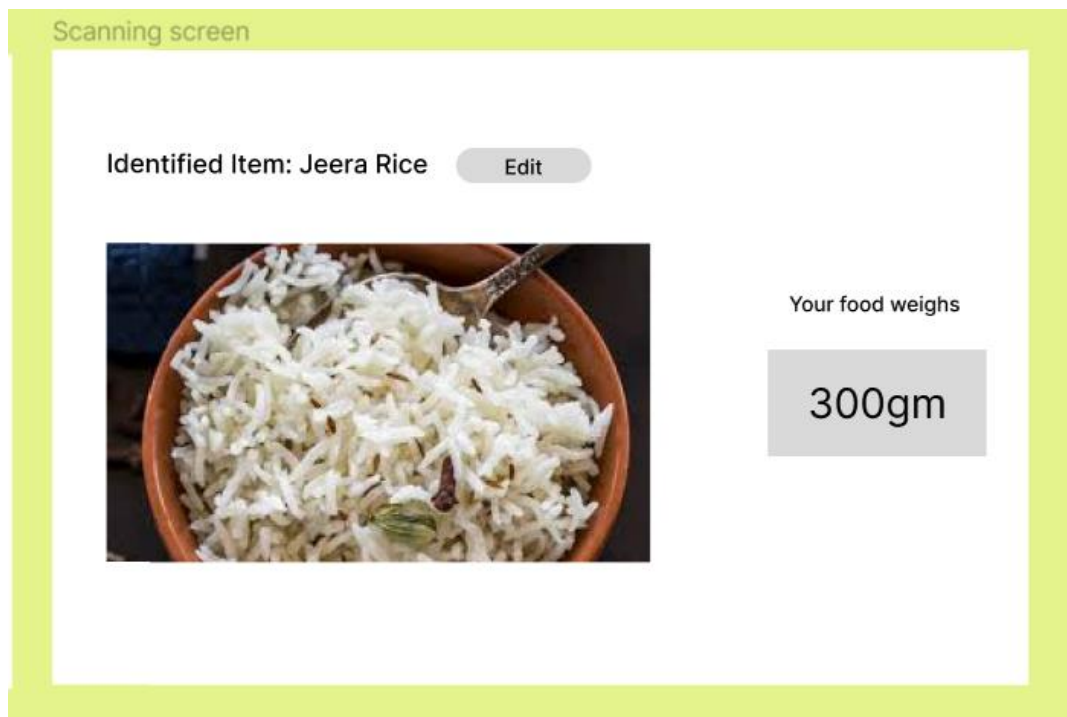 Scanning screen
Identified Item: Jeera Rice
Edit
Your food weighs
300gm